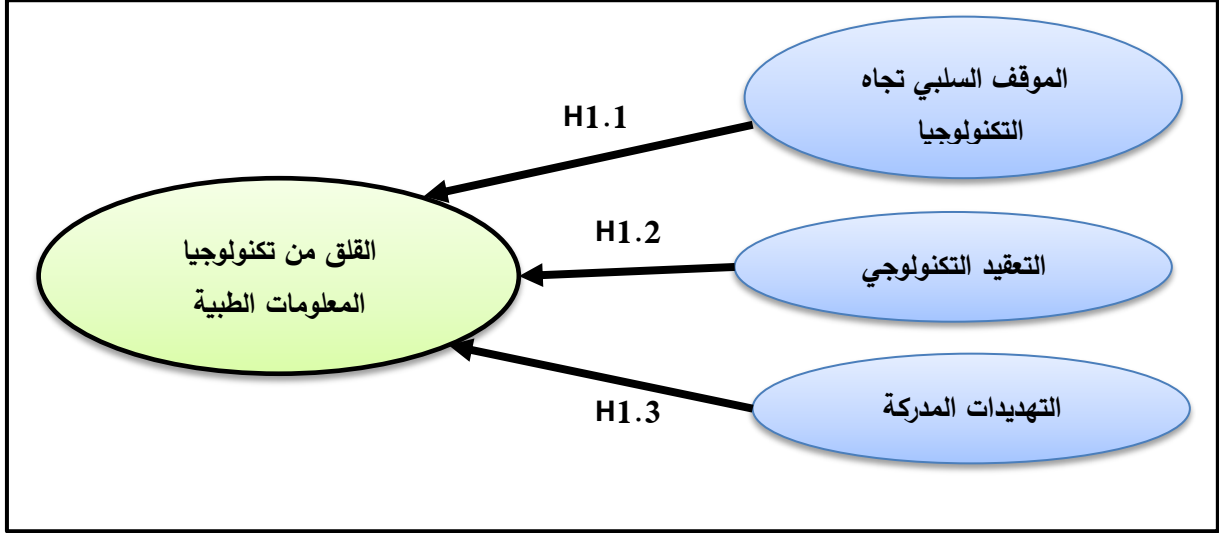 الموقف السلبي تجاه
التكنولوجيا
H1.1
التعقيد التكنولوجي
H1.2
القلق من تكنولوجيا
المعلومات الطبية
التهديدات المدركة
H1.3